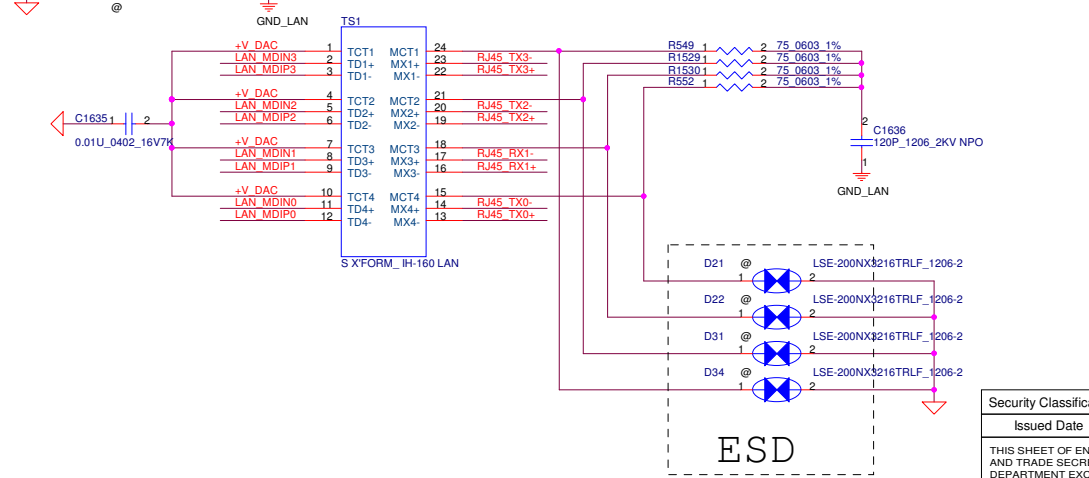 @
GND_LAN
TS1
+V_DAC 1 TCT1 MCT1 24
LAN_MDIN3 2 TD1+ MX1+ 23 RJ45_TX3-
LAN_MDIP3 3 TD1- MX1- 22 RJ45_TX3+
+V_DAC 4 TCT2 MCT2 21
LAN_MDIN2 5 TD2+ MX2+ 20 RJ45_TX2-
LAN_MDIP2 6 TD2- MX2- 19 RJ45_TX2+
+V_DAC 7 TCT3 MCT3 18
LAN_MDIN1 8 TD3+ MX3+ 17 RJ45_RX1-
LAN_MDIP1 9 TD3- MX3- 16 RJ45_RX1+
+V_DAC 10 TCT4 MCT4 15
LAN_MDIN0 11 TD4+ MX4+ 14 RJ45_TX0-
LAN_MDIP0 12 TD4- MX4- 13 RJ45_TX0+
S X'FORM_ IH-160 LAN
C1635 1 2
0.01U_0402_16V7K
R549 1 2 75_0603_1%
R1529 1 2 75_0603_1%
R1530 1 2 75_0603_1%
R552 1 2 75_0603_1%
2
C1636
120P_1206_2KV NPO
1
GND_LAN
D21 @ LSE-200NX3216TRLF_1206-2
1 2
D22 @ LSE-200NX3216TRLF_1206-2
1 2
D31 @ LSE-200NX3216TRLF_1206-2
1 2
D34 @ LSE-200NX3216TRLF_1206-2
1 2
ESD
Security Classific
Issued Date
THIS SHEET OF EN
AND TRADE SECR
DEPARTMENT EXC